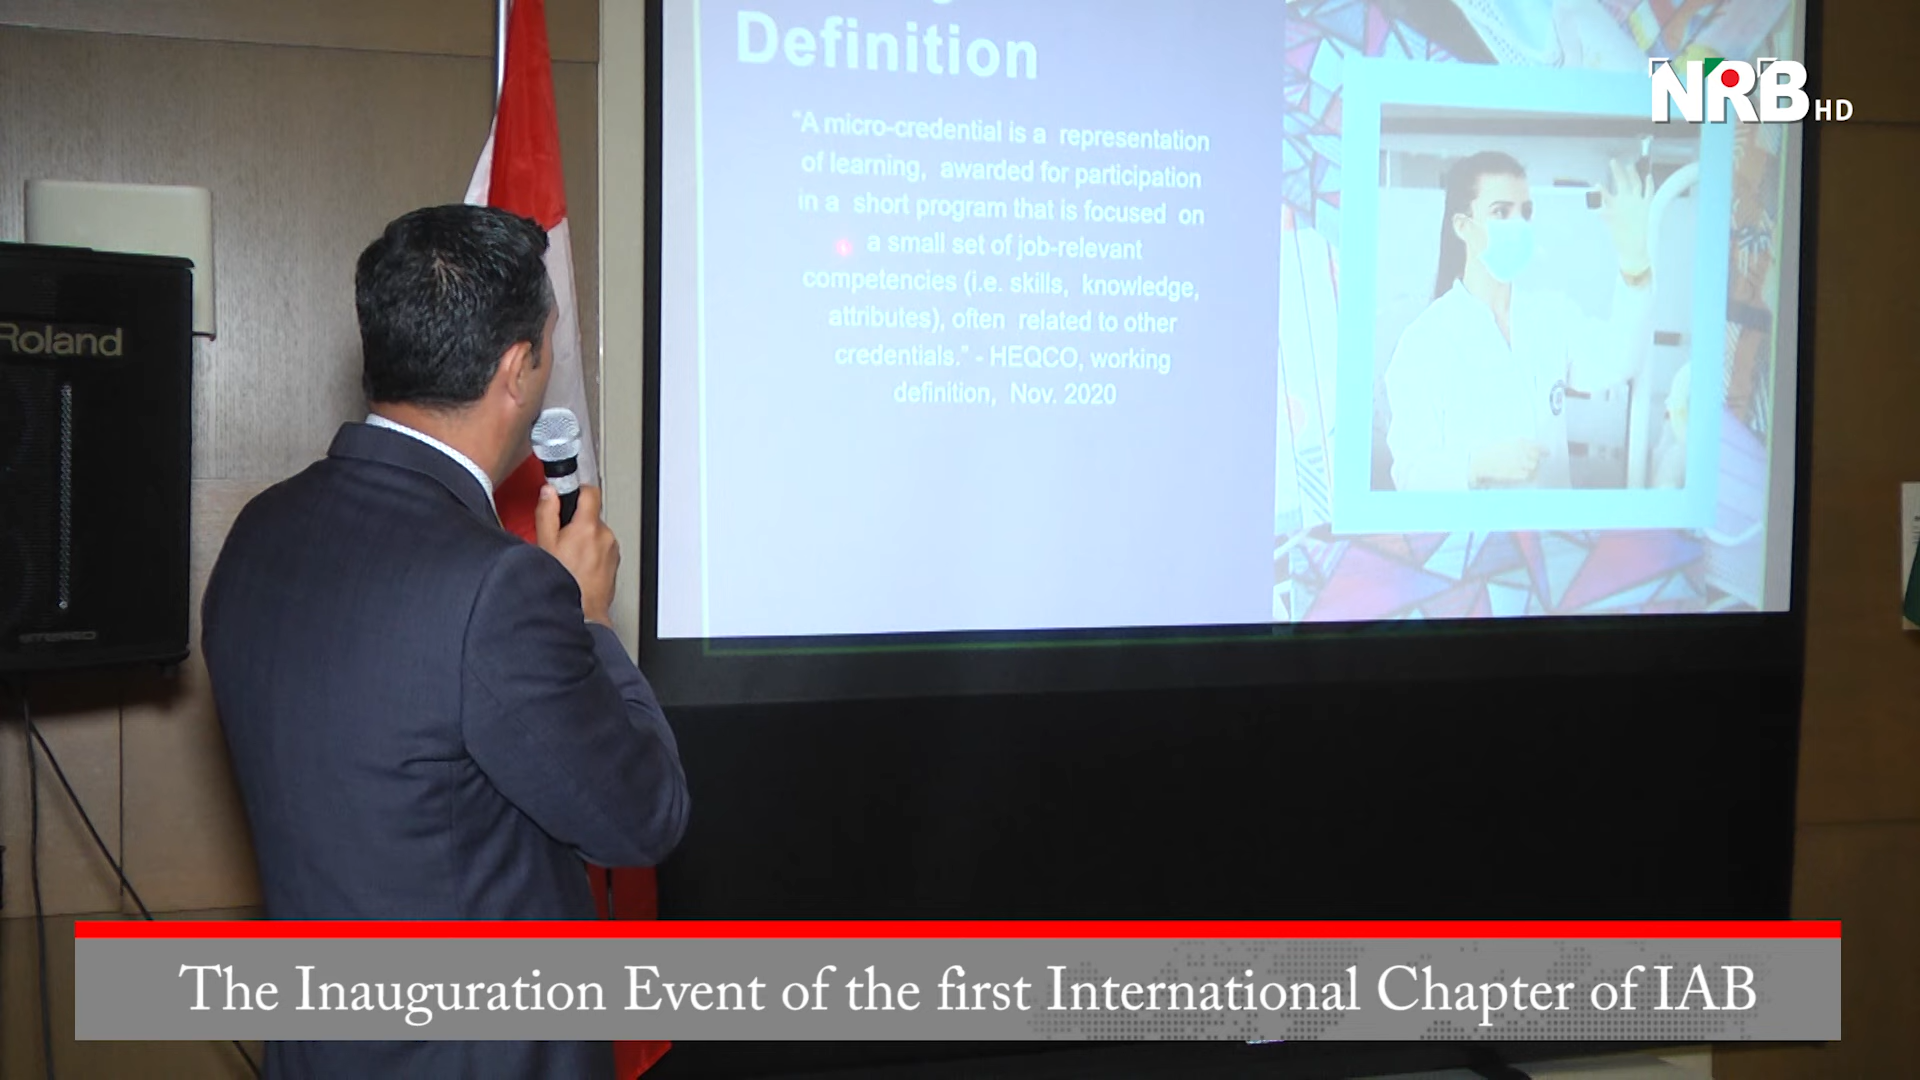 Definition
NRB HD
"A micro-credential is a representation
of learning, awarded for participation
in a short program that is focused on
a small set of job-relevant
competencies (i.e. skills, knowledge,
attributes), often related to other
credentials." - HEQCO, working
definition, Nov. 2020
Roland
STEREO
The Inauguration Event of the first International Chapter of IAB